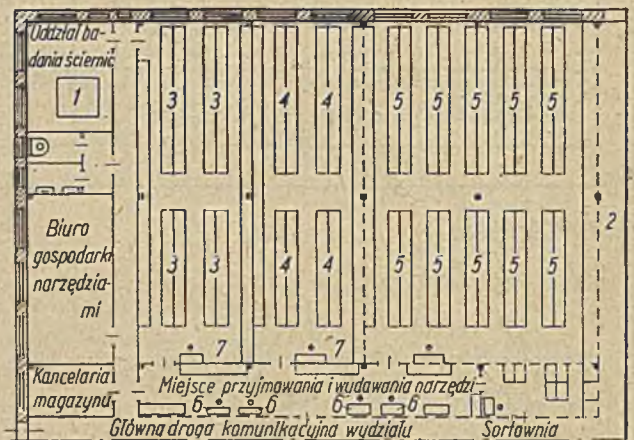 Oddział ba-
dania ściernic
1
3 3 4 4 5 5 5 5 5
2
Biuro
gospodarki
narzędzia-
mi
3 3 4 4 5 5 5 5 5
7 7
Kancelaria
magazynu
Miejsce przyjmowania i wydawania narzędzi
6 6 6 6
Główna droga komunikacyjna wydziału
Sortownia